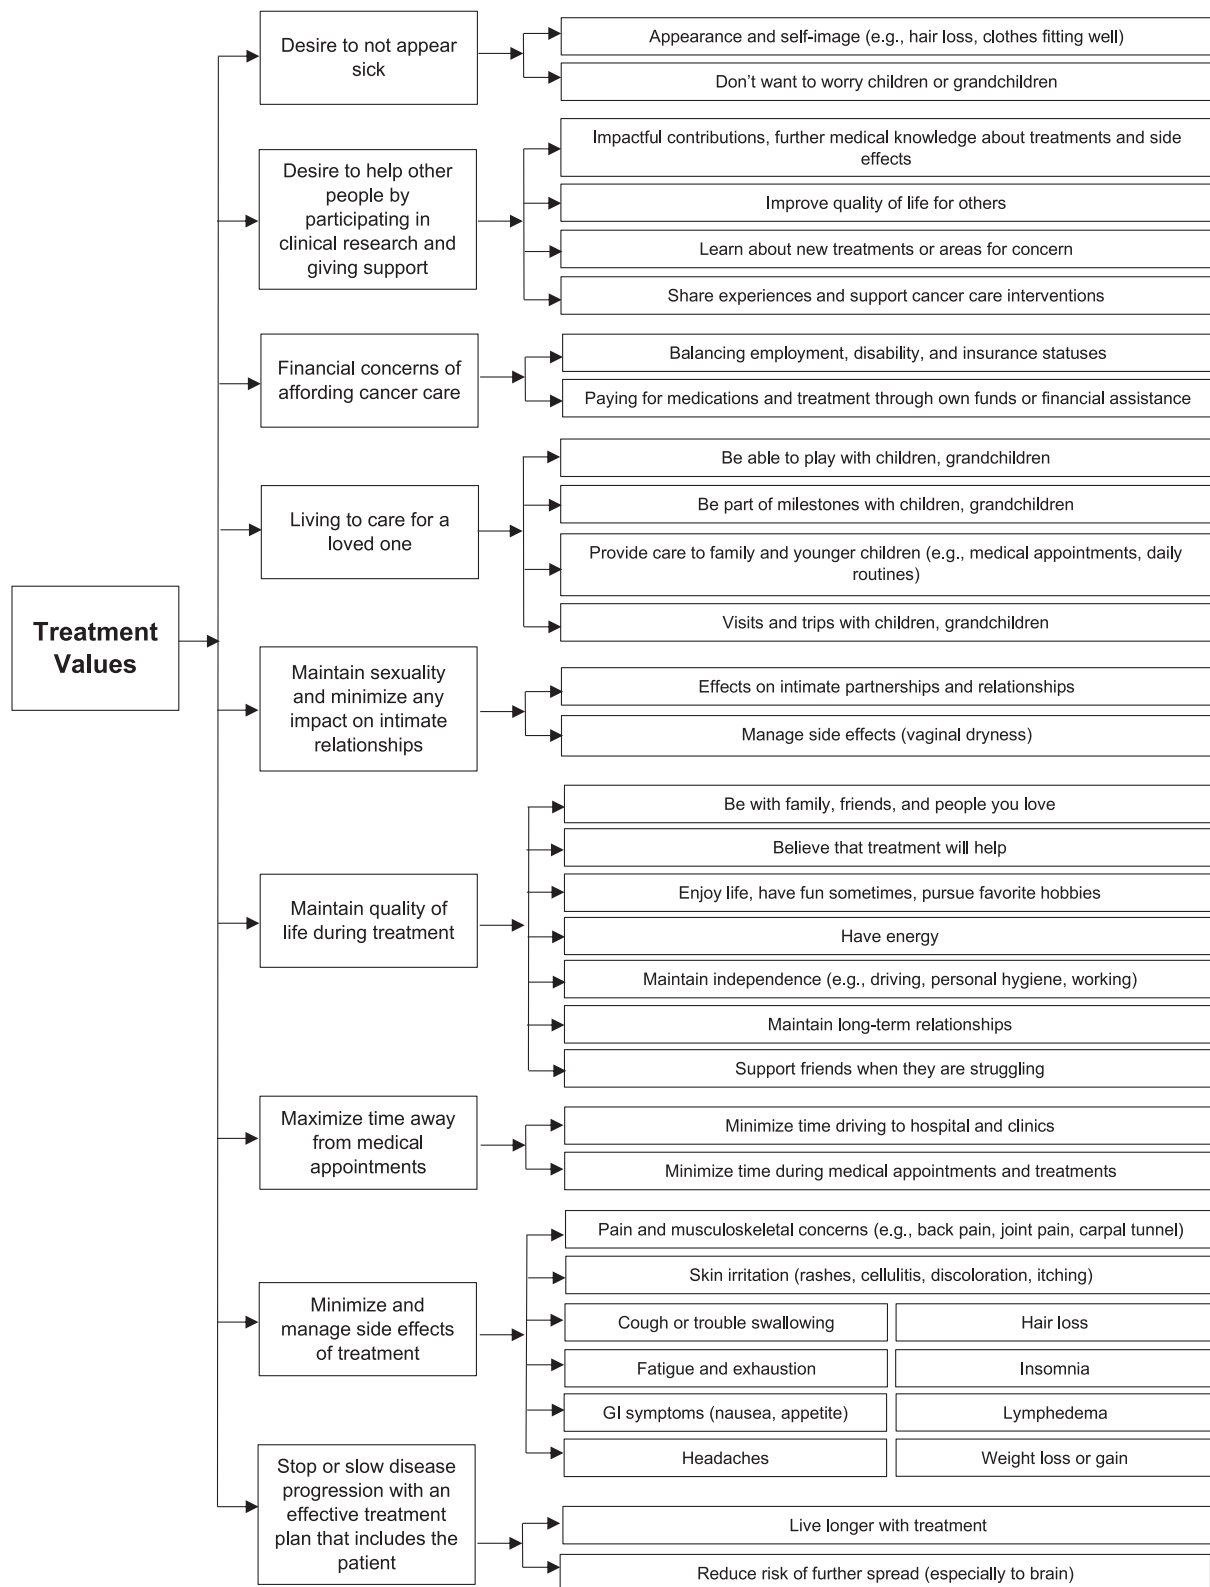 Treatment
Values
Desire to not appear
sick
Appearance and self-image (e.g., hair loss, clothes fitting well)
Don’t want to worry children or grandchildren
Desire to help other
people by
participating in
clinical research and
giving support
Impactful contributions, further medical knowledge about treatments and side
effects
Improve quality of life for others
Learn about new treatments or areas for concern
Share experiences and support cancer care interventions
Financial concerns of
affording cancer care
Balancing employment, disability, and insurance statuses
Paying for medications and treatment through own funds or financial assistance
Living to care for a
loved one
Be able to play with children, grandchildren
Be part of milestones with children, grandchildren
Provide care to family and younger children (e.g., medical appointments, daily
routines)
Visits and trips with children, grandchildren
Maintain sexuality
and minimize any
impact on intimate
relationships
Effects on intimate partnerships and relationships
Manage side effects (vaginal dryness)
Maintain quality of
life during treatment
Be with family, friends, and people you love
Believe that treatment will help
Enjoy life, have fun sometimes, pursue favorite hobbies
Have energy
Maintain independence (e.g., driving, personal hygiene, working)
Maintain long-term relationships
Support friends when they are struggling
Maximize time away
from medical
appointments
Minimize time driving to hospital and clinics
Minimize time during medical appointments and treatments
Minimize and
manage side effects
of treatment
Pain and musculoskeletal concerns (e.g., back pain, joint pain, carpal tunnel)
Skin irritation (rashes, cellulitis, discoloration, itching)
Cough or trouble swallowing
Hair loss
Fatigue and exhaustion
Insomnia
GI symptoms (nausea, appetite)
Lymphedema
Headaches
Weight loss or gain
Stop or slow disease
progression with an
effective treatment
plan that includes the
patient
Live longer with treatment
Reduce risk of further spread (especially to brain)